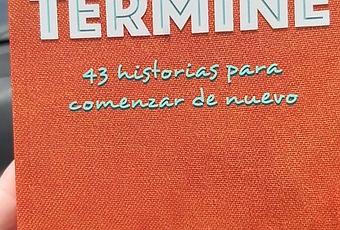 TERMINE
43 historias para
comenzar de nuevo